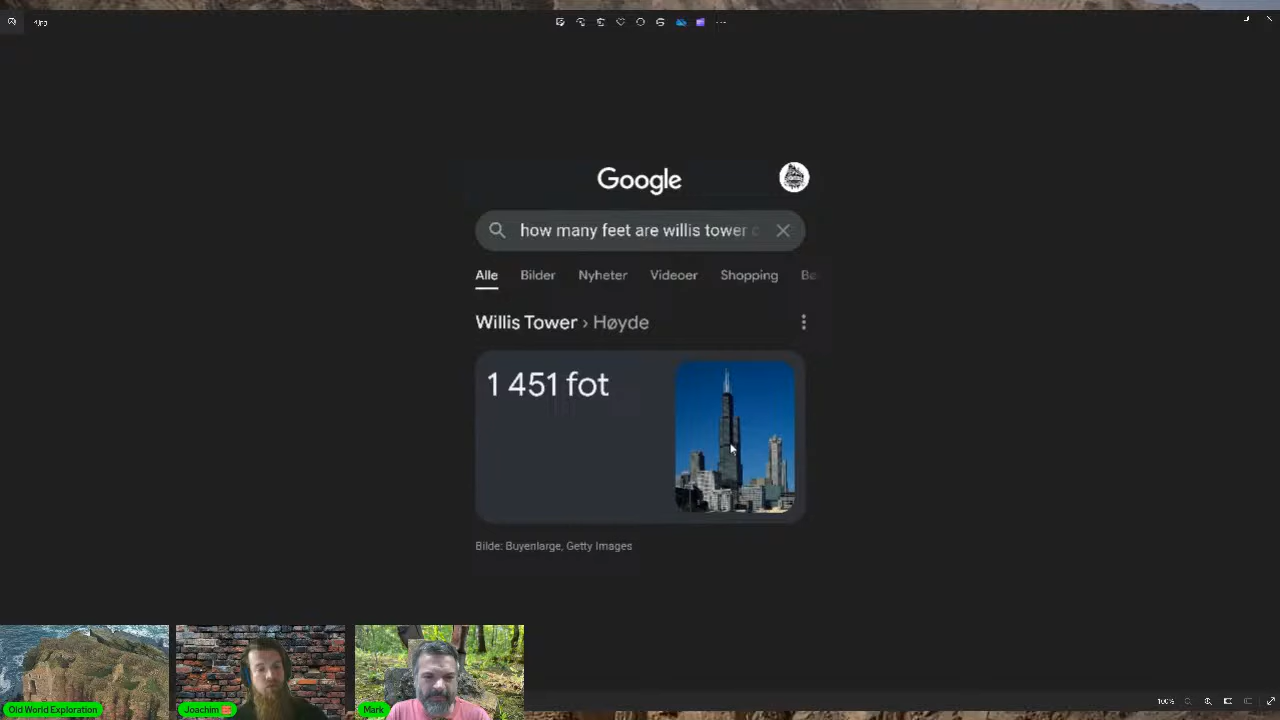 Google
how many feet are willis tower
Alle Bilder Nyheter Videoer Shopping
Willis Tower › Høyde
1 451 fot
Bilde: Buyenlarge, Getty Images
Old World Exploration
Joachim
Mark
100%